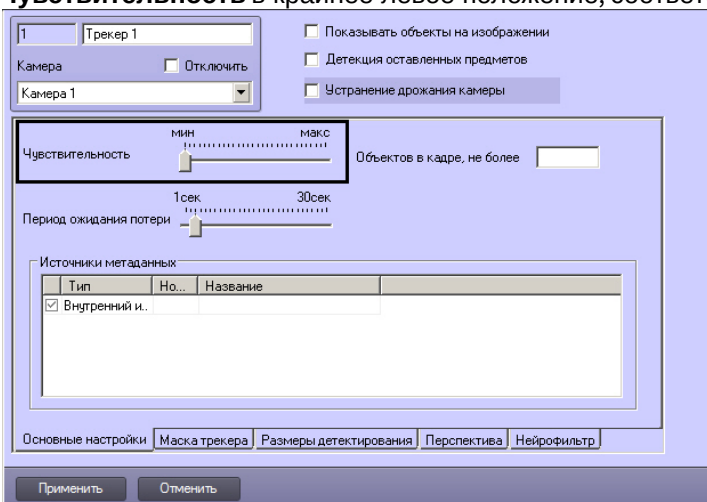 чувствительность в крайнее левое положение, соответ
1 Трекер 1
Камера Отключить
Камера 1
Показывать объекты на изображении
Детекция оставленных предметов
Устранение дрожания камеры
мин макс
Чувствительность
Объектов в кадре, не более
1сек 30сек
Период ожидания потери
Источники метаданных
Тип Но... Название
Внутренний и..
Основные настройки Маска трекера Размеры детектирования Перспектива Нейрофильтр
Применить Отменить